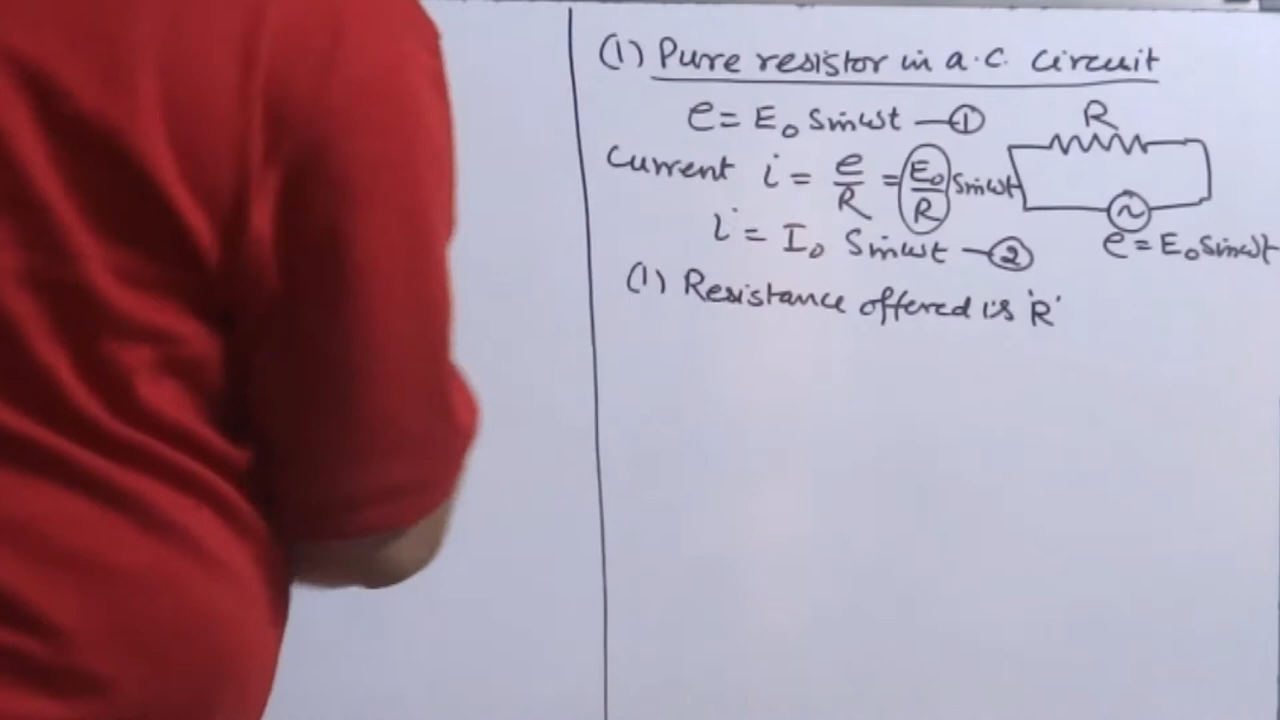 (1) Pure resistor in a.c. circuit
e = E₀ sinωt —①
R
Current i = e/R = E₀/R sinωt
i = I₀ sinωt —②
e = E₀ sinωt
(1) Resistance offered is 'R'